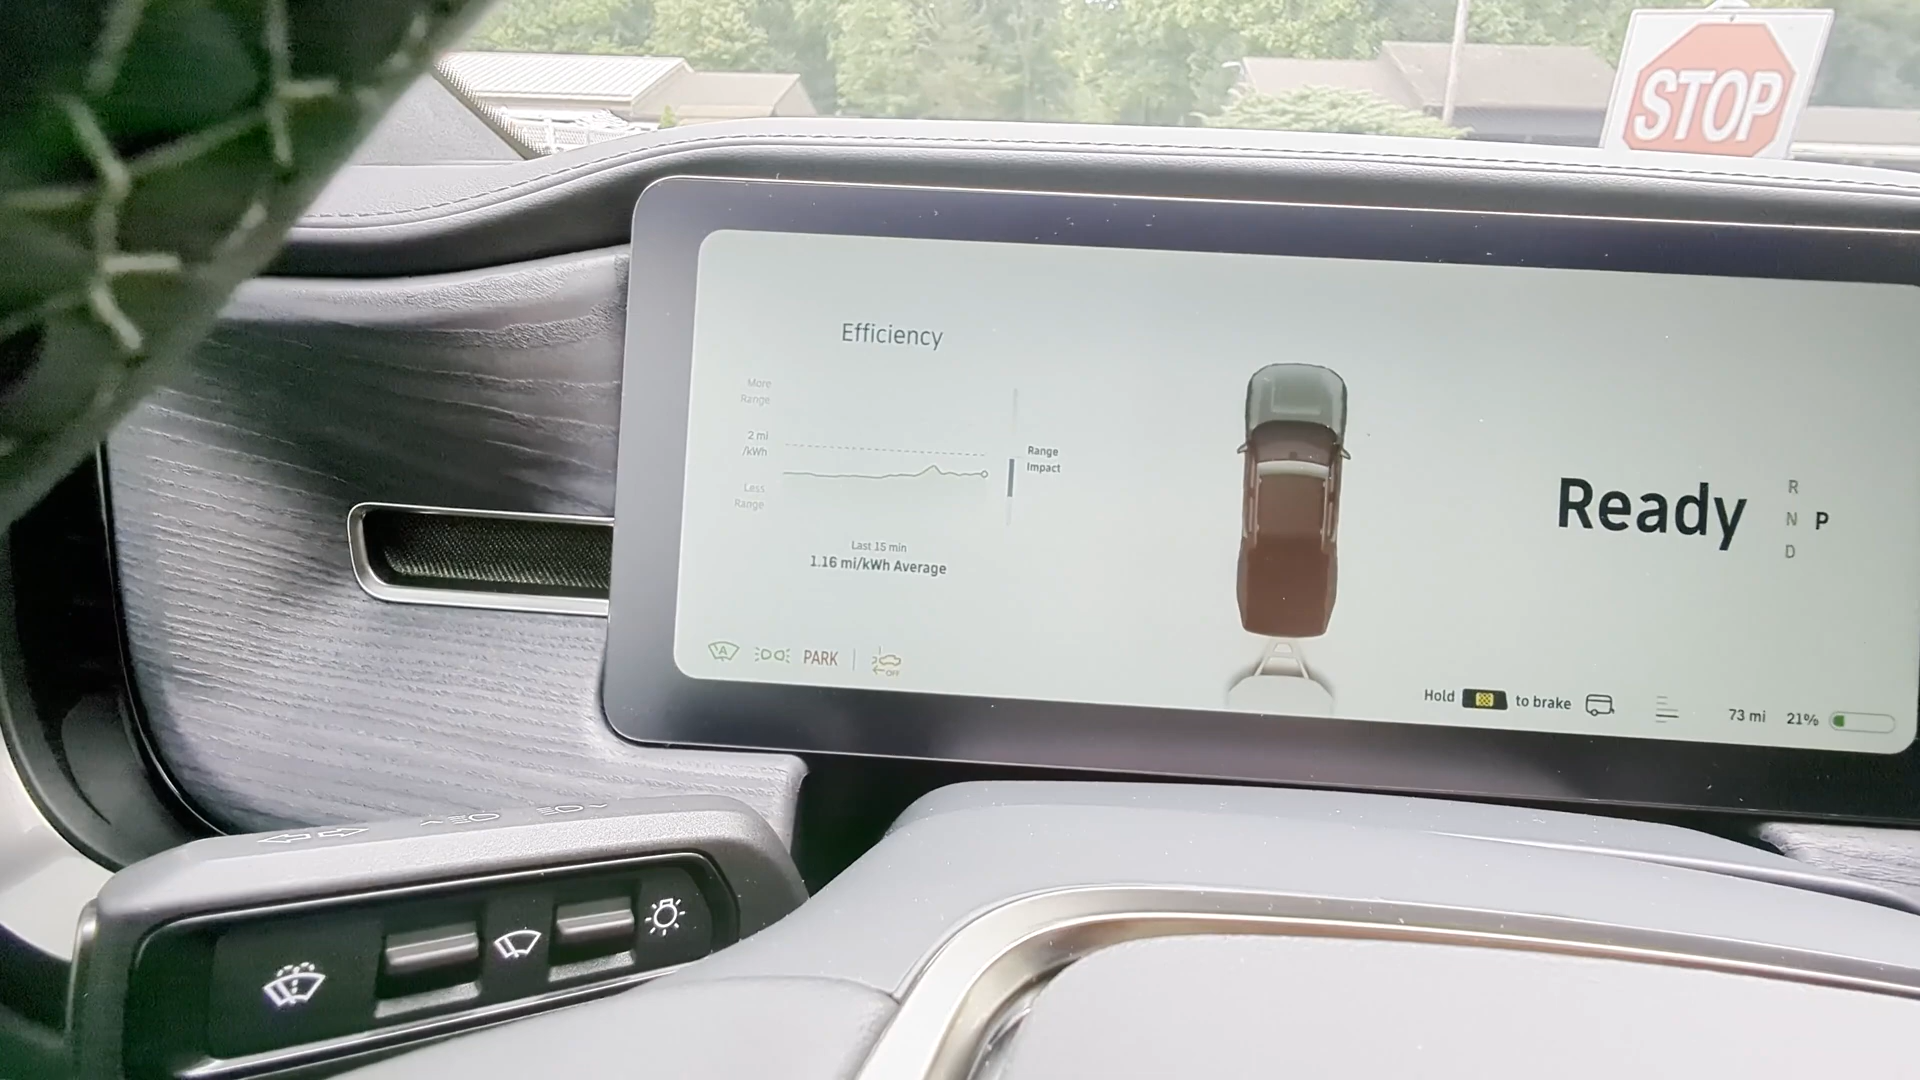 STOP
Efficiency
More
Range
2 mi
/kWh
Less
Range
Range
Impact
Last 15 min
1.16 mi/kWh Average
A
PARK
OFF
Ready
R
N P
D
Hold to brake
73 mi 21%